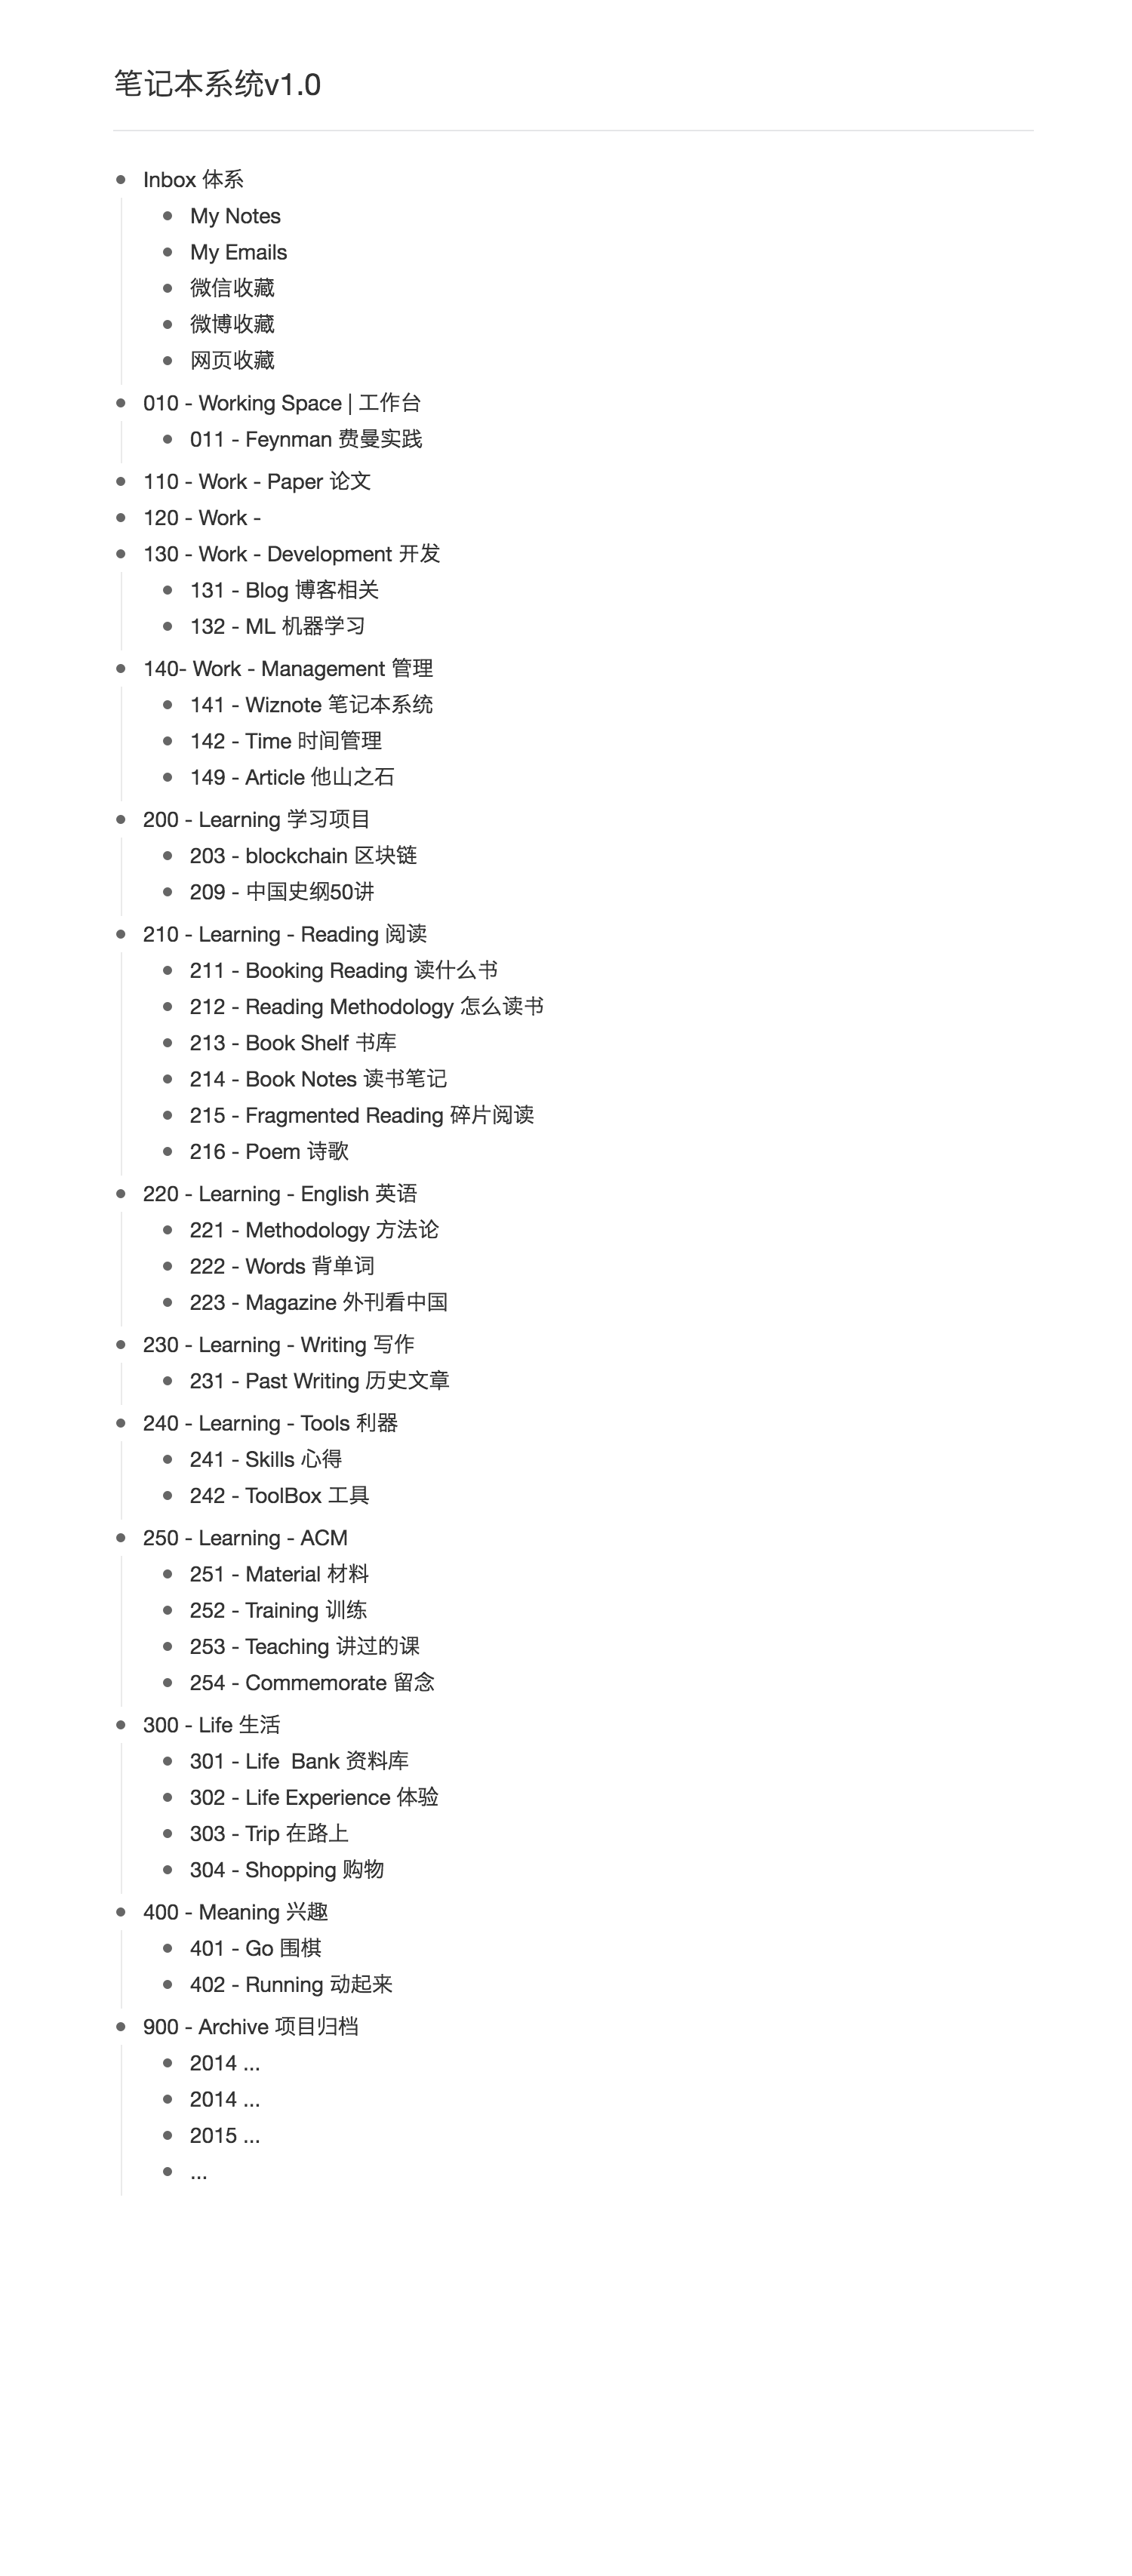 笔记本系统v1.0
Inbox 体系
My Notes
My Emails
微信收藏
微博收藏
网页收藏
010 - Working Space | 工作台
011 - Feynman 费曼实践
110 - Work - Paper 论文
120 - Work -
130 - Work - Development 开发
131 - Blog 博客相关
132 - ML 机器学习
140- Work - Management 管理
141 - Wiznote 笔记本系统
142 - Time 时间管理
149 - Article 他山之石
200 - Learning 学习项目
203 - blockchain 区块链
209 - 中国史纲50讲
210 - Learning - Reading 阅读
211 - Booking Reading 读什么书
212 - Reading Methodology 怎么读书
213 - Book Shelf 书库
214 - Book Notes 读书笔记
215 - Fragmented Reading 碎片阅读
216 - Poem 诗歌
220 - Learning - English 英语
221 - Methodology 方法论
222 - Words 背单词
223 - Magazine 外刊看中国
230 - Learning - Writing 写作
231 - Past Writing 历史文章
240 - Learning - Tools 利器
241 - Skills 心得
242 - ToolBox 工具
250 - Learning - ACM
251 - Material 材料
252 - Training 训练
253 - Teaching 讲过的课
254 - Commemorate 留念
300 - Life 生活
301 - Life  Bank 资料库
302 - Life Experience 体验
303 - Trip 在路上
304 - Shopping 购物
400 - Meaning 兴趣
401 - Go 围棋
402 - Running 动起来
900 - Archive 项目归档
2014 ...
2014 ...
2015 ...
...